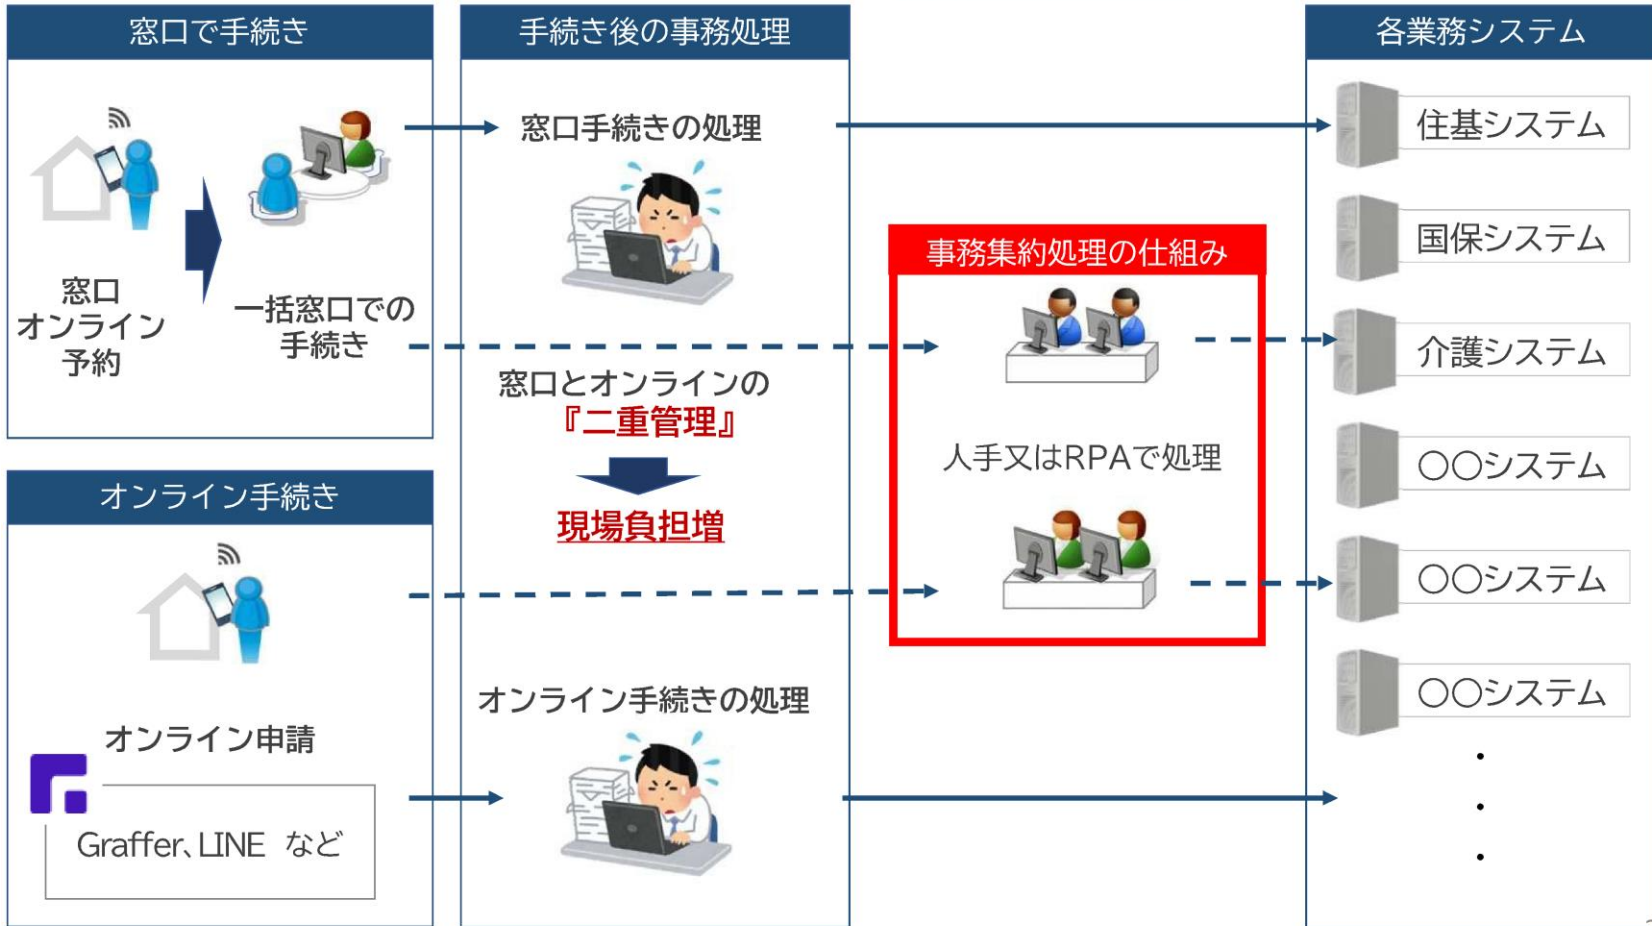 窓口で手続き
窓口
オンライン
予約
一括窓口での
手続き
オンライン手続き
オンライン申請
Graffer、LINE など
手続き後の事務処理
窓口手続きの処理
窓口とオンラインの
『二重管理』
現場負担増
オンライン手続きの処理
事務集約処理の仕組み
人手又はRPAで処理
各業務システム
住基システム
国保システム
介護システム
〇〇システム
〇〇システム
〇〇システム
・
・
・